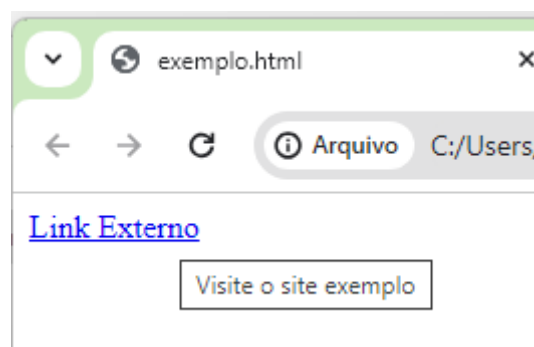 exemplo.html
Arquivo C:/Users/
Link Externo
Visite o site exemplo